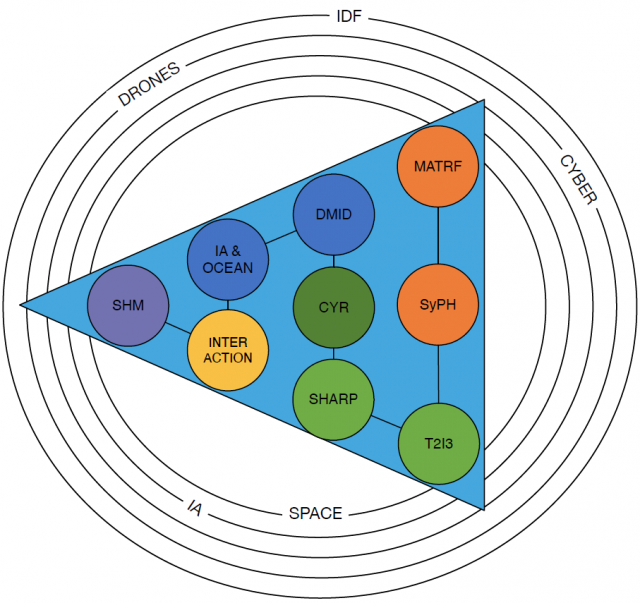 IDF
DRONES
CYBER
MATRF
DMID
IA &
OCEAN
SHM
CYR
SyPH
INTER
ACTION
SHARP
T2I3
IA
SPACE